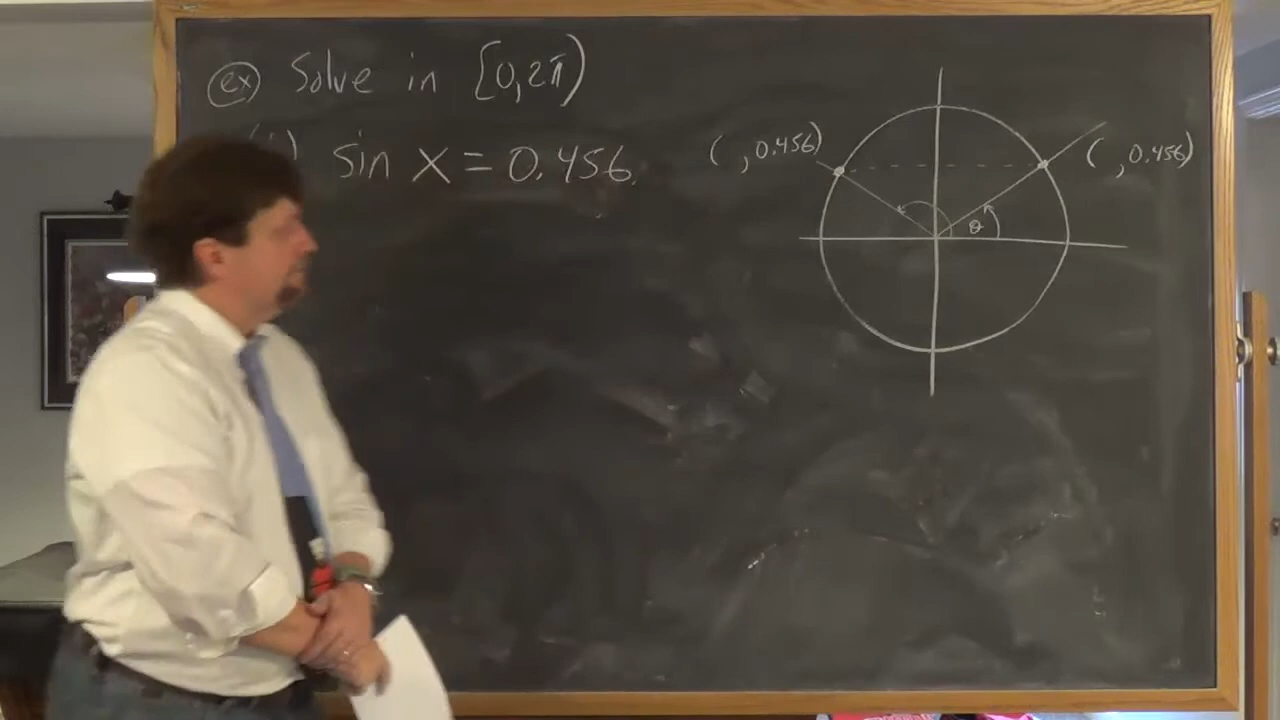 ex Solve in [0, 2π)
sin x = 0.456
( , 0.456)
( , 0.456)
θ